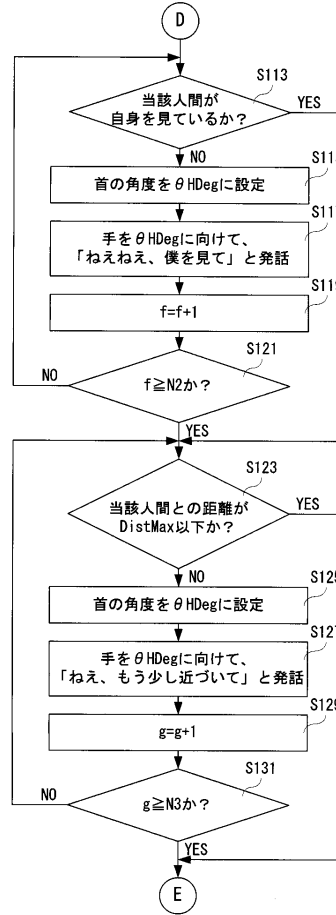 D
S113
当該人間が
自身を見ているか?
YES
NO
首の角度をθHDegに設定
手をθHDegに向けて、
「ねえねえ、僕を見て」と発話
f=f+1
S121
NO
f≧N2か?
YES
S123
当該人間との距離が
DistMax以下か?
YES
NO
S125
首の角度をθHDegに設定
S127
手をθHDegに向けて、
「ねえ、もう少し近づいて」と発話
S129
g=g+1
S131
NO
g≧N3か?
YES
E